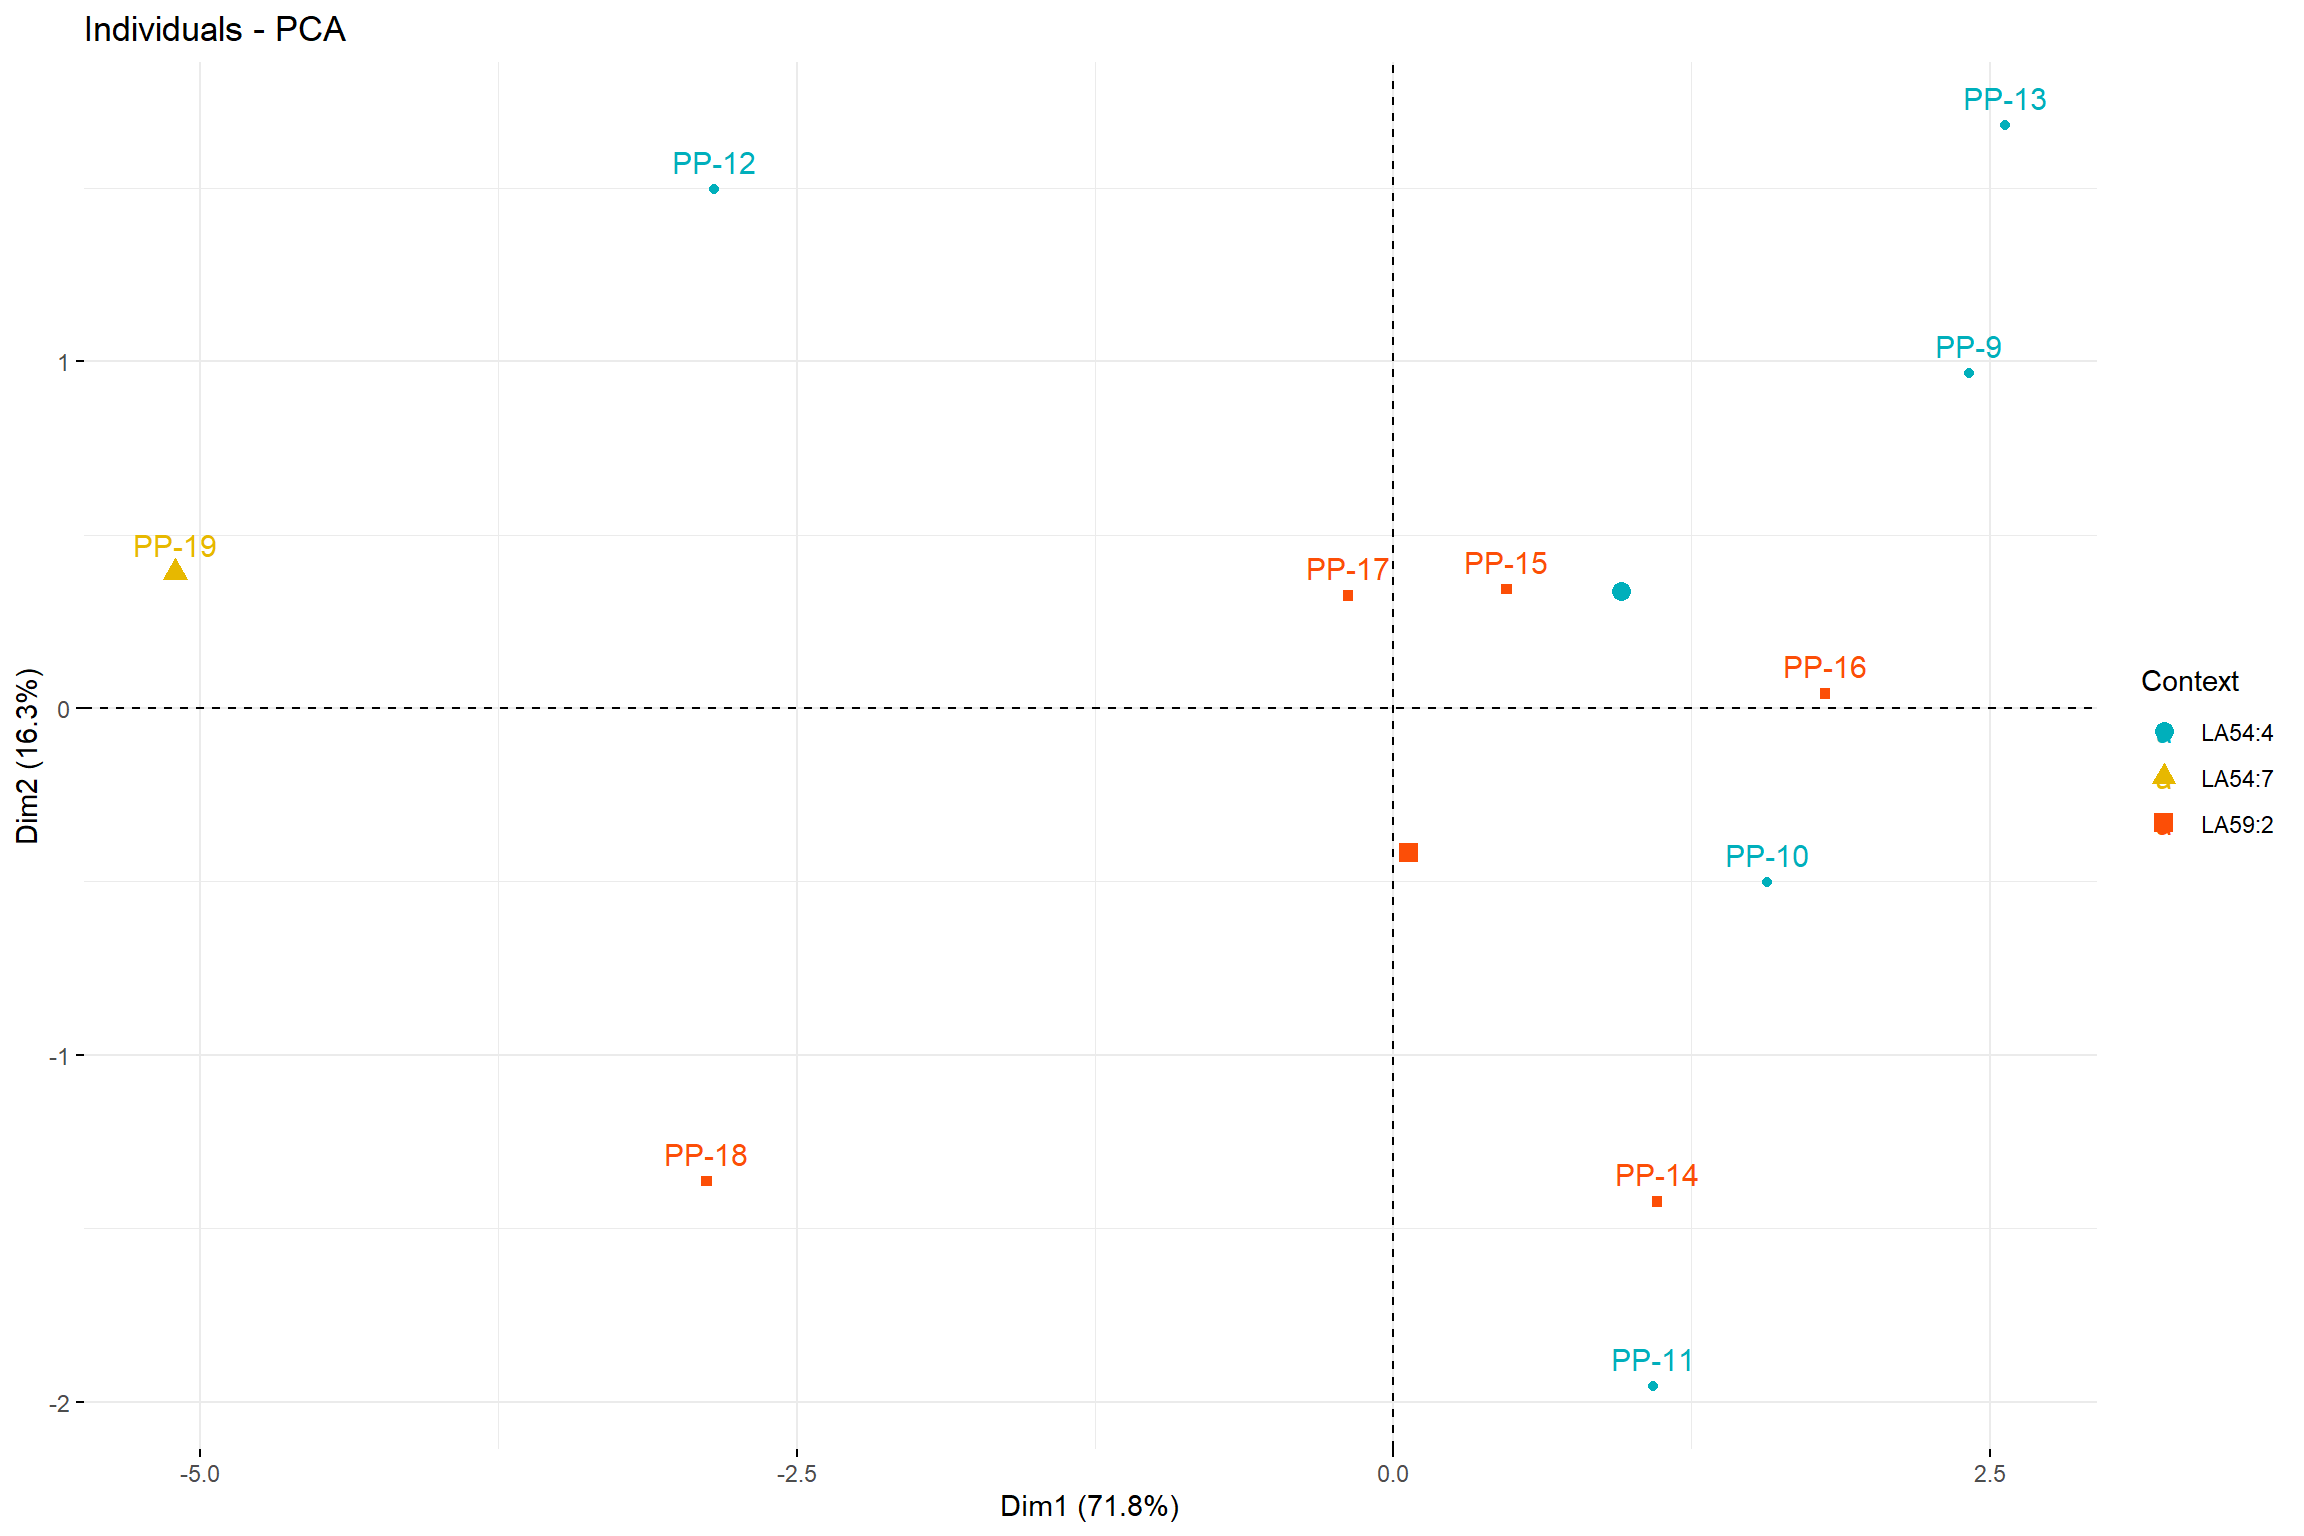 Individuals - PCA
PP-13
PP-12
PP-9
1
PP-19
PP-17
PP-15
PP-16
0
Dim2 (16.3%)
Context
LA54:4
LA54:7
LA59:2
PP-10
-1
PP-18
PP-14
PP-11
-2
-5.0
-2.5
0.0
2.5
Dim1 (71.8%)